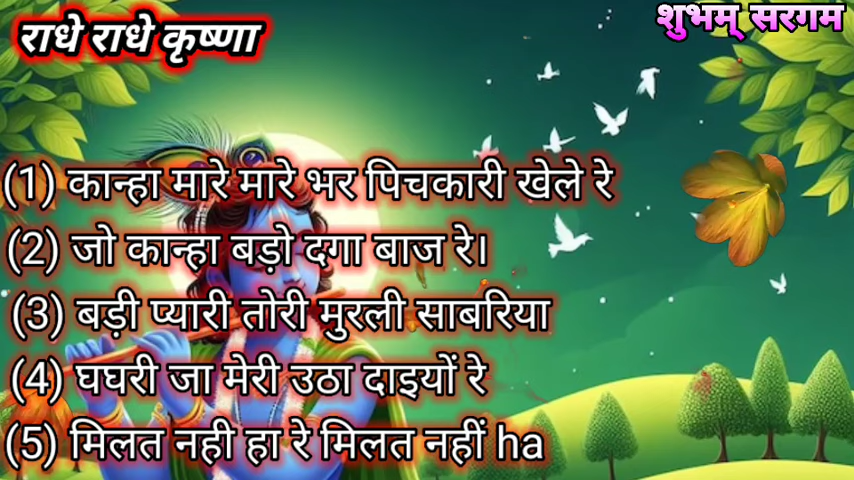 राधे राधे कृष्णा
शुभम् सरगम
(1) कान्हा मारे मारे भर पिचकारी खेले रे
(2) जो कान्हा बड़ो दगा बाज रे।
(3) बड़ी प्यारी तोरी मुरली साबरिया
(4) घघरी जा मेरी उठा दाइयों रे
(5) मिलत नही हा रे मिलत नहीं ha